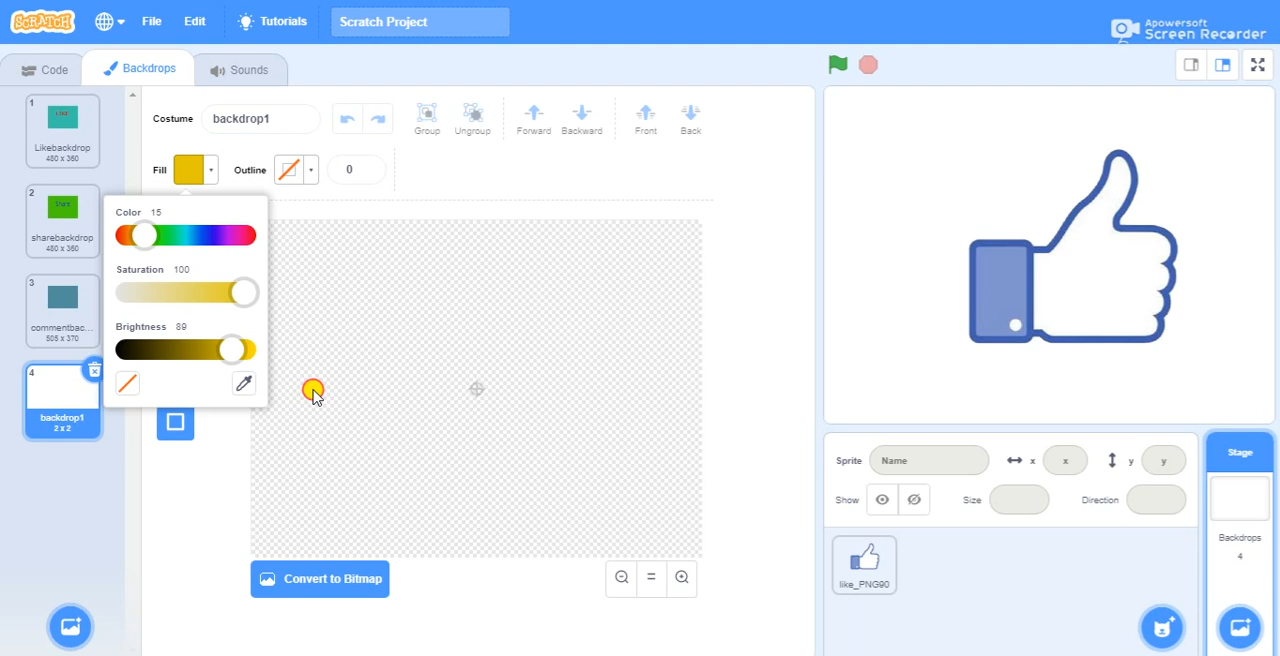 SCRATCH File Edit Tutorials Scratch Project
Apowersoft
Screen Recorder
Code Backdrops Sounds
1
LIKE
Likebackdrop
480 x 360
2
Share
sharebackdrop
480 x 360
3
commentbac...
505 x 370
4
backdrop1
2 x 2
Costume backdrop1
Group Ungroup Forward Backward Front Back
Fill Outline 0
Color 15
Saturation 100
Brightness 89
Convert to Bitmap
Sprite Name x x y y
Show Size Direction
like_PNG90
Stage
Backdrops
4